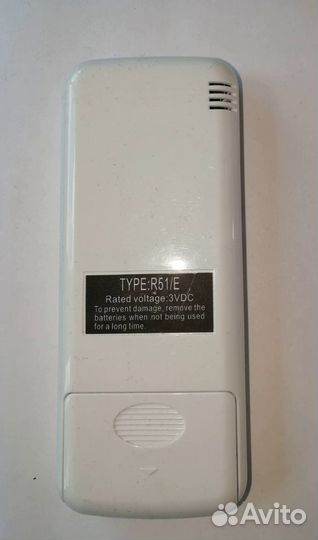 TYPE:R51/E
Rated voltage:3VDC
To prevent damage, remove the
batteries when not being used
for a long time.
Avito